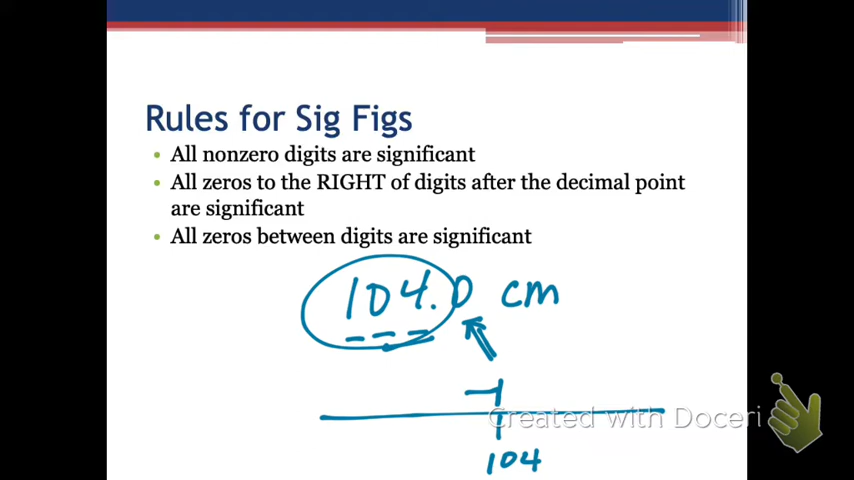 Rules for Sig Figs
• All nonzero digits are significant
• All zeros to the RIGHT of digits after the decimal point
are significant
• All zeros between digits are significant
104.0 cm
Created with Doceri
104